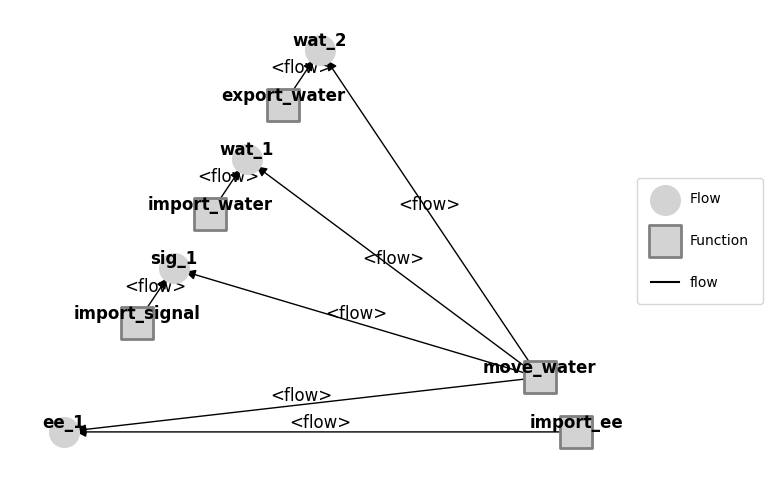 wat_2
<flow>
export_water
wat_1
<flow>
import_water
<flow>
sig_1
<flow>
<flow>
import_signal
<flow>
move_water
<flow>
ee_1
<flow>
import_ee
Flow
Function
flow